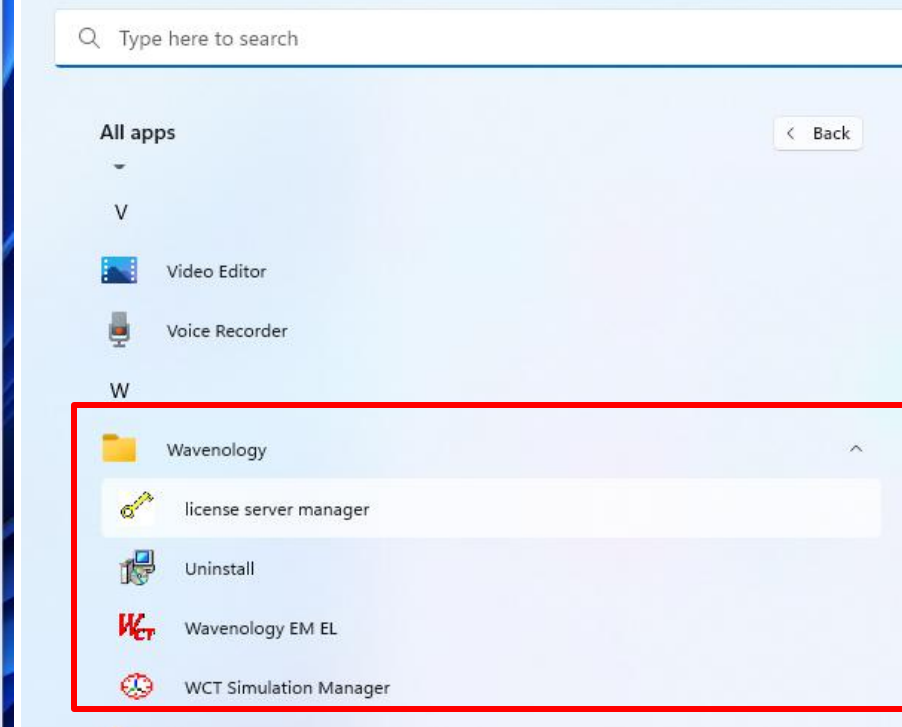 Type here to search
All apps
Back
V
Video Editor
Voice Recorder
W
Wavenology
license server manager
Uninstall
WCT
Wavenology EM EL
WCT Simulation Manager